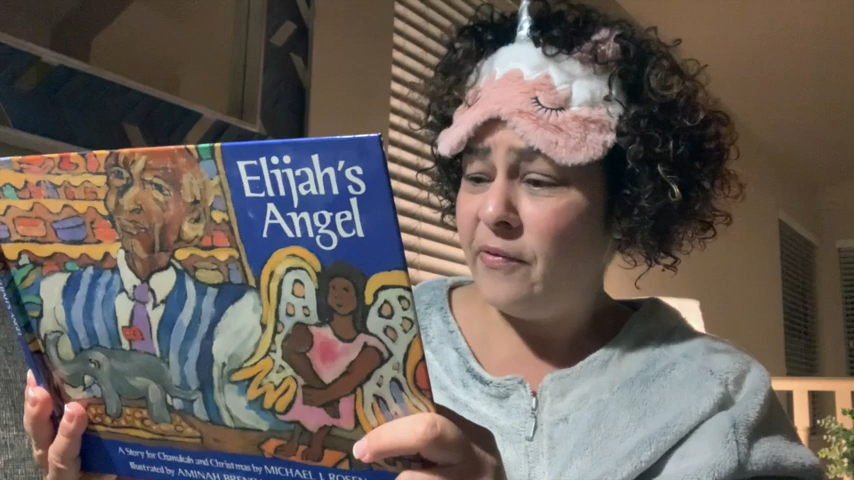 Elijah's
Angel
A Story for Chanukah and Christmas by MICHAEL J. ROSEN
Illustrated by AMINAH